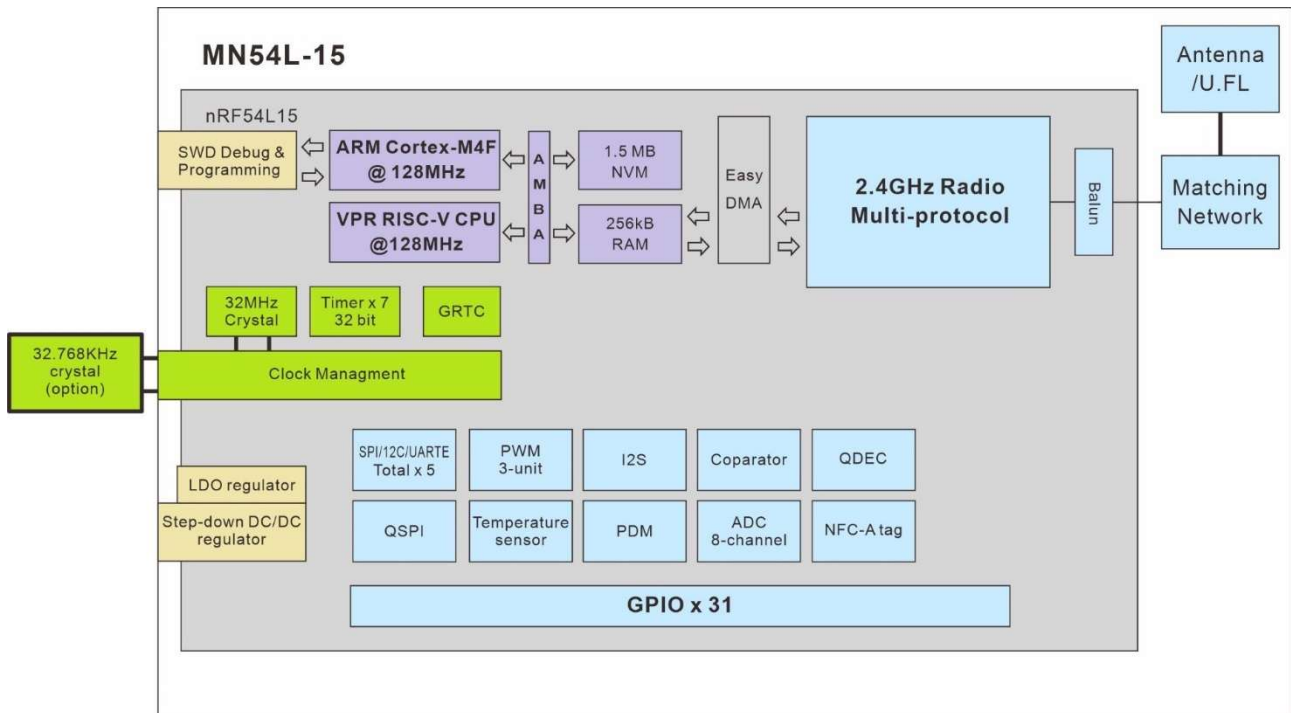 MN54L-15
Antenna
/U.FL
nRF54L15
SWD Debug &
Programming
ARM Cortex-M4F
@ 128MHz
VPR RISC-V CPU
@128MHz
A
M
B
A
1.5 MB
NVM
256kB
RAM
Easy
DMA
2.4GHz Radio
Multi-protocol
Balun
Matching
Network
32MHz
Crystal
Timer x 7
32 bit
GRTC
32.768KHz
crystal
(option)
Clock Managment
SPI/12C/UARTE
Total x 5
PWM
3-unit
I2S
Coparator
QDEC
LDO regulator
Step-down DC/DC
regulator
QSPI
Temperature
sensor
PDM
ADC
8-channel
NFC-A tag
GPIO x 31